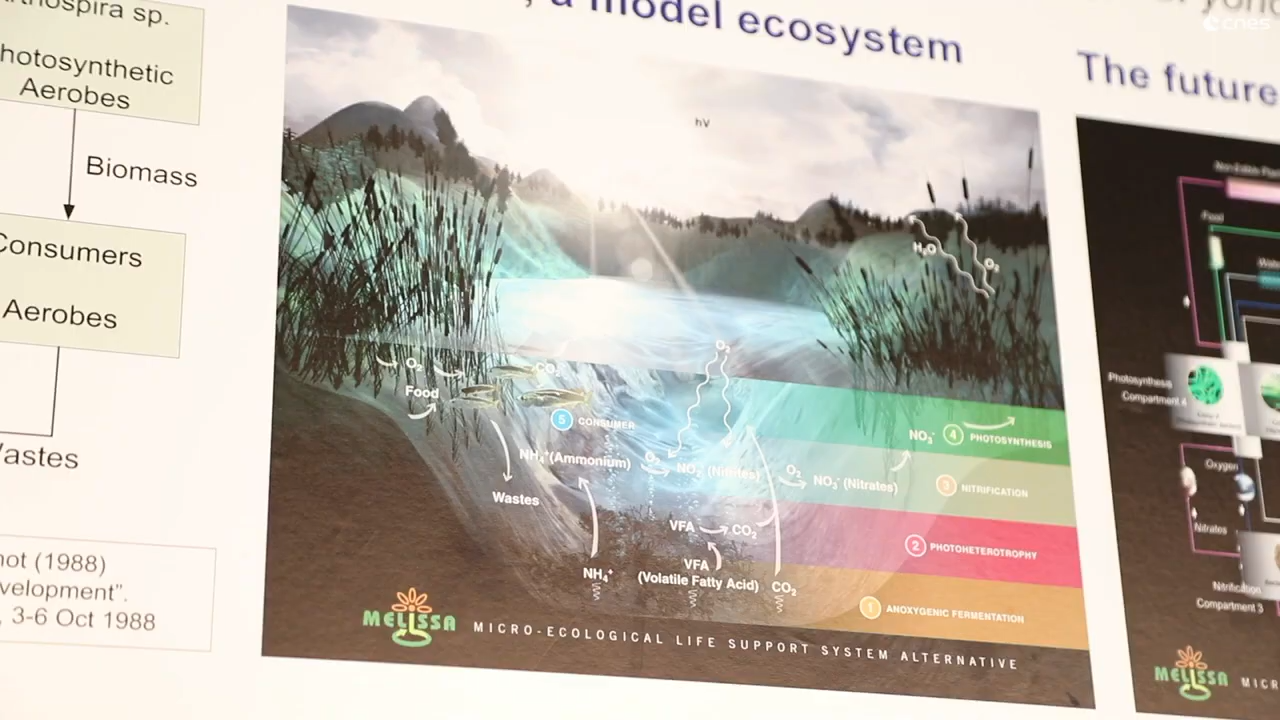 sp.
Photosynthetic
Aerobes
Biomass
Consumers
Aerobes
Wastes
(1988)
3-6 Oct 1988
a model ecosystem
hV
H₂O
O₂
O₂
CO₂
Food
O₂
5 CONSUMER
NO₃⁻ 4 PHOTOSYNTHESIS
NH₄⁺(Ammonium)
O₂
NO₂⁻ (Nitrites)
O₂
NO₃⁻ (Nitrates)
3 NITRIFICATION
Wastes
VFA
CO₂
2 PHOTOHETEROTROPHY
VFA
(Volatile Fatty Acid)
NH₄⁺
CO₂
1 ANOXYGENIC FERMENTATION
MELISSA
MICRO-ECOLOGICAL LIFE SUPPORT SYSTEM ALTERNATIVE
cnes
The future
Food
Photosynthesis
Compartment 4
Oxygen
Nitrates
Nitrification
Compartment 3
MELISSA